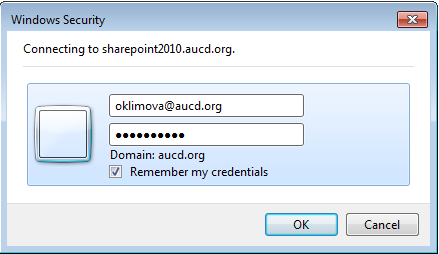 Windows Security
Connecting to sharepoint2010.aucd.org.
oklimova@aucd.org
●●●●●●●●●●
Domain: aucd.org
Remember my credentials
OK
Cancel